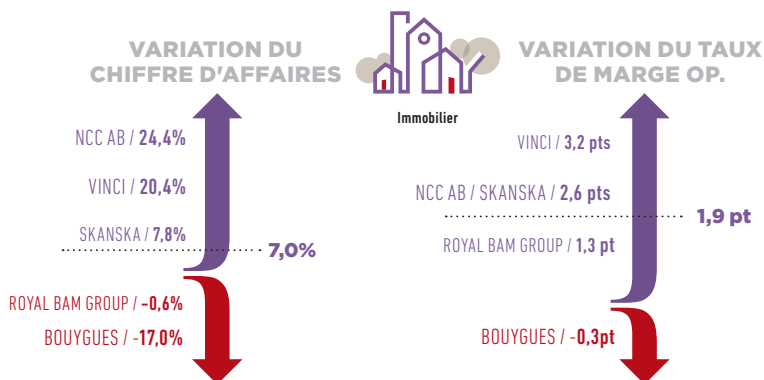 VARIATION DU
CHIFFRE D'AFFAIRES
NCC AB / 24,4%
VINCI / 20,4%
SKANSKA / 7,8%
7,0%
ROYAL BAM GROUP / -0,6%
BOUYGUES / -17,0%
Immobilier
VARIATION DU TAUX
DE MARGE OP.
VINCI / 3,2 pts
NCC AB / SKANSKA / 2,6 pts
1,9 pt
ROYAL BAM GROUP / 1,3 pt
BOUYGUES / -0,3pt